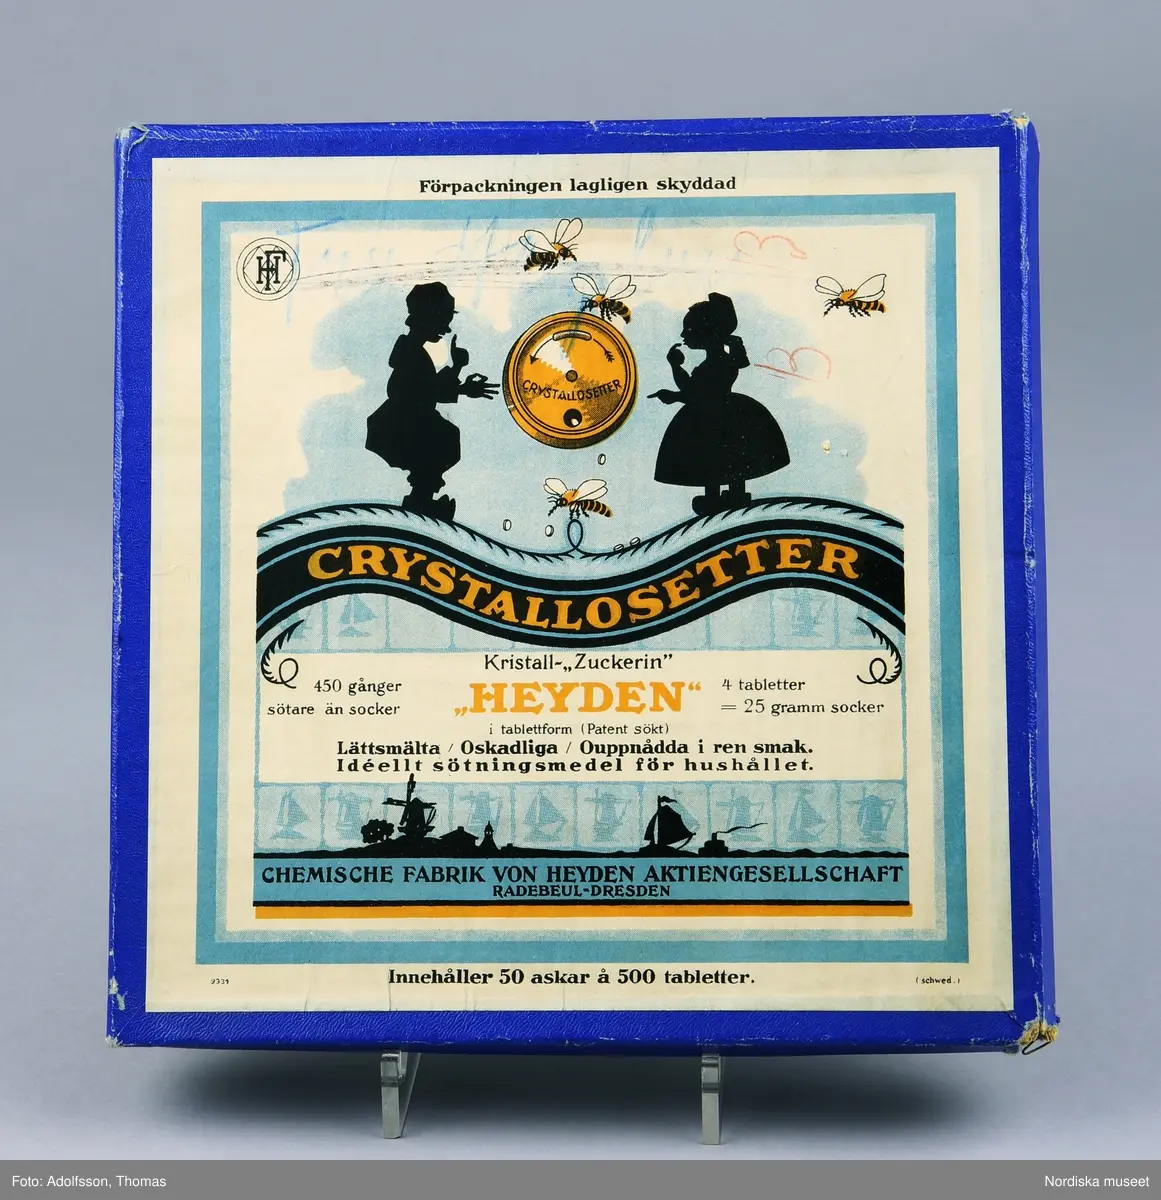 Förpackningen lagligen skyddad
CRYSTALLOSETTER
CRYSTALLOSETTER
Kristall-„Zuckerin”
450 gånger
sötare än socker
„HEYDEN“
4 tabletter
= 25 gramm socker
i tablettform (Patent sökt)
Lättsmälta / Oskadliga / Ouppnådda i ren smak.
Idéellt sötningsmedel för hushållet.
CHEMISCHE FABRIK VON HEYDEN AKTIENGESELLSCHAFT
RADEBEUL-DRESDEN
Innehåller 50 askar å 500 tabletter.
(schwed.)
Foto: Adolfsson, Thomas
Nordiska museet